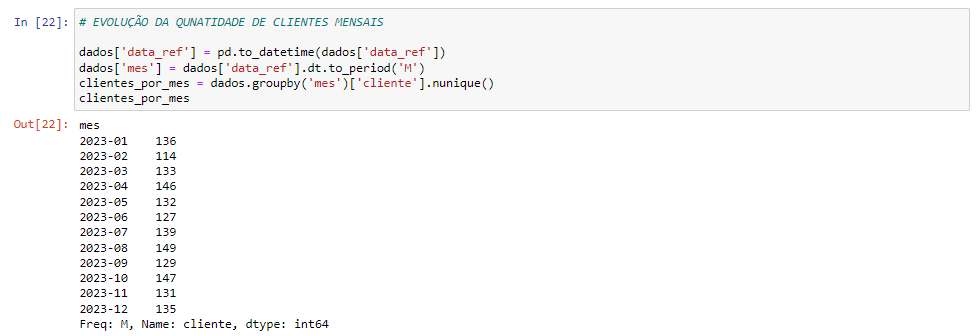 In [22]: # EVOLUÇÃO DA QUNATIDADE DE CLIENTES MENSAIS
dados['data_ref'] = pd.to_datetime(dados['data_ref'])
dados['mes'] = dados['data_ref'].dt.to_period('M')
clientes_por_mes = dados.groupby('mes')['cliente'].nunique()
clientes_por_mes
Out[22]: mes
2023-01    136
2023-02    114
2023-03    133
2023-04    146
2023-05    132
2023-06    127
2023-07    139
2023-08    149
2023-09    129
2023-10    147
2023-11    131
2023-12    135
Freq: M, Name: cliente, dtype: int64